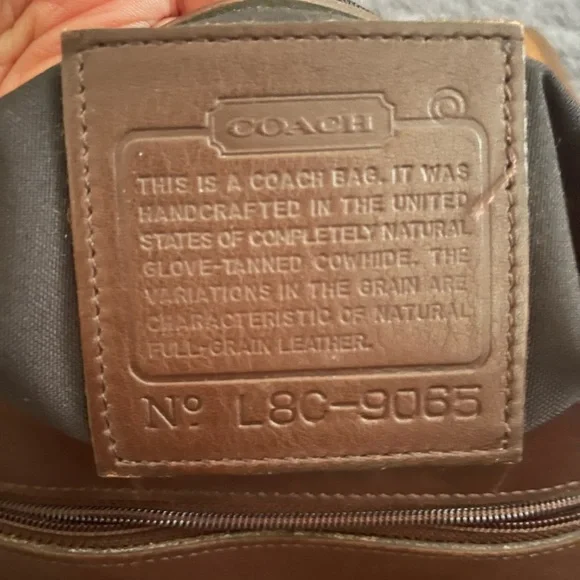 COACH
THIS IS A COACH BAG. IT WAS
HANDCRAFTED IN THE UNITED
STATES OF COMPLETELY NATURAL
GLOVE-TANNED COWHIDE. THE
VARIATIONS IN THE GRAIN ARE
CHARACTERISTIC OF NATURAL
FULL-GRAIN LEATHER.
Nº L8C-9065